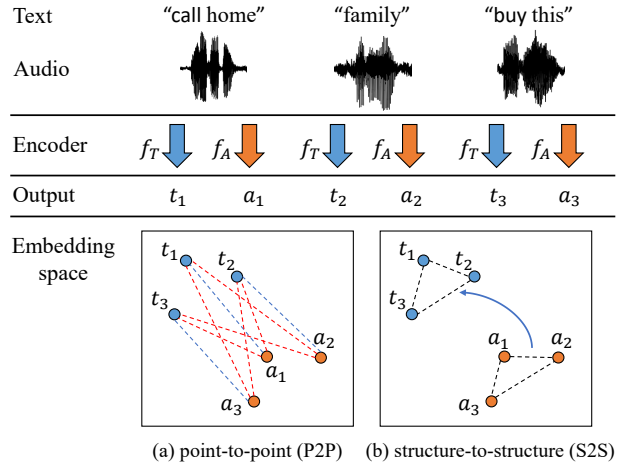 Text “call home” “family” “buy this”
Audio
Encoder f_T f_A f_T f_A f_T f_A
Output t_1 a_1 t_2 a_2 t_3 a_3
Embedding
space
t_1 t_2 t_3 a_1 a_2 a_3
t_1 t_2 t_3 a_1 a_2 a_3
(a) point-to-point (P2P) (b) structure-to-structure (S2S)